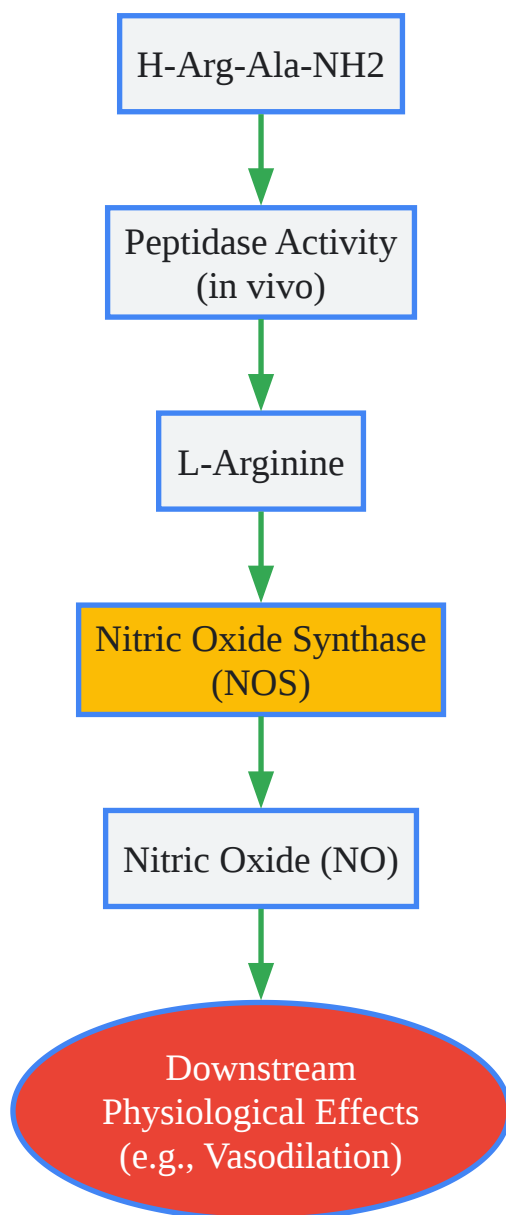 H-Arg-Ala-NH2
Peptidase Activity
(in vivo)
L-Arginine
Nitric Oxide Synthase
(NOS)
Nitric Oxide (NO)
Downstream
Physiological Effects
(e.g., Vasodilation)